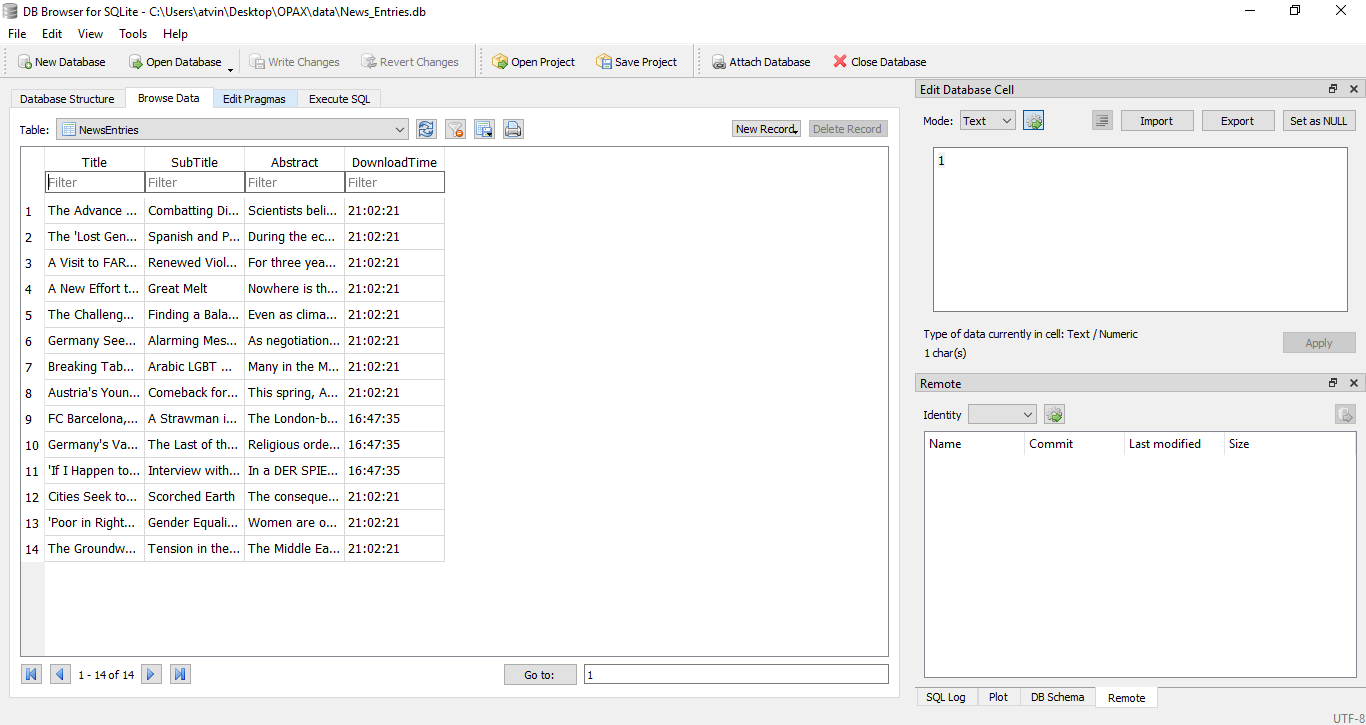 DB Browser for SQLite - C:\Users\atvin\Desktop\OPAX\data\News_Entries.db
File Edit View Tools Help
New Database Open Database Write Changes Revert Changes Open Project Save Project Attach Database Close Database
Database Structure Browse Data Edit Pragmas Execute SQL
Table: NewsEntries New Record Delete Record
Title SubTitle Abstract DownloadTime
Filter Filter Filter Filter
1 The Advance ... Combatting Di... Scientists beli... 21:02:21
2 The 'Lost Gen... Spanish and P... During the ec... 21:02:21
3 A Visit to FAR... Renewed Viol... For three yea... 21:02:21
4 A New Effort t... Great Melt Nowhere is th... 21:02:21
5 The Challeng... Finding a Bala... Even as clima... 21:02:21
6 Germany See... Alarming Mes... As negotiation... 21:02:21
7 Breaking Tab... Arabic LGBT ... Many in the M... 21:02:21
8 Austria's Youn... Comeback for... This spring, A... 21:02:21
9 FC Barcelona,... A Strawman i... The London-b... 16:47:35
10 Germany's Va... The Last of th... Religious orde... 16:47:35
11 'If I Happen to... Interview with... In a DER SPIE... 16:47:35
12 Cities Seek to... Scorched Earth The conseque... 21:02:21
13 'Poor in Right... Gender Equali... Women are o... 21:02:21
14 The Groundw... Tension in the... The Middle Ea... 21:02:21
1 - 14 of 14 Go to: 1
Edit Database Cell
Mode: Text Import Export Set as NULL
1
Type of data currently in cell: Text / Numeric
1 char(s)
Apply
Remote
Identity
Name Commit Last modified Size
SQL Log Plot DB Schema Remote
UTF-8